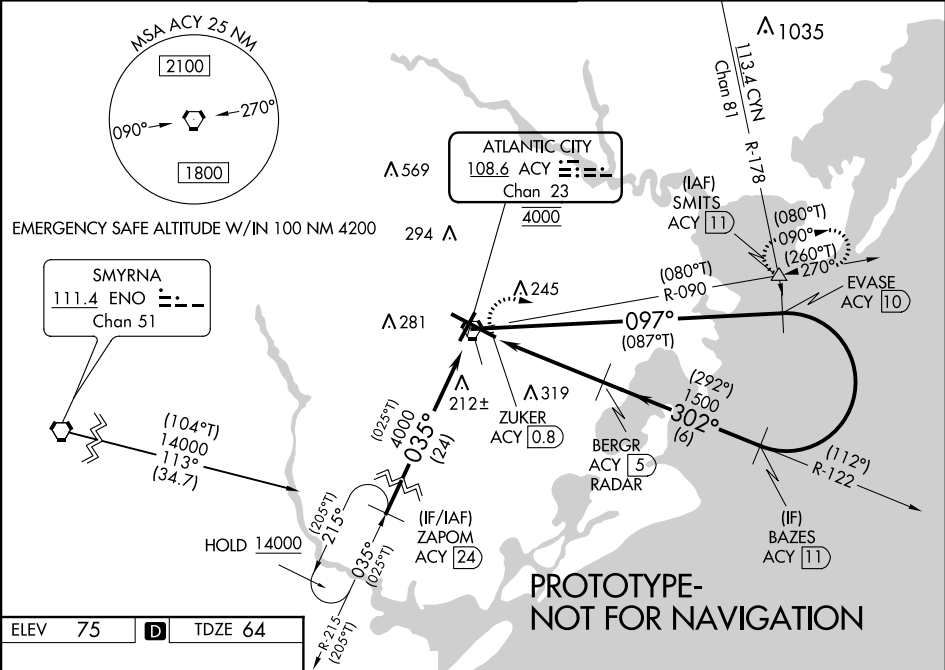 MSA ACY 25 NM
2100
090°
270°
1800
EMERGENCY SAFE ALTITUDE W/IN 100 NM 4200
1035
113.4 CYN
Chan 81
R-178
ATLANTIC CITY
108.6 ACY
Chan 23
4000
569
294
245
281
212±
319
SMYRNA
111.4 ENO
Chan 51
(104°T)
14000
113°
(34.7)
(IAF)
SMITS
ACY 11
(080°T)
090°
(260°T)
270°
(080°T)
R-090
EVASE
ACY 10
097°
(087°T)
ZUKER
ACY 0.8
BERGR
ACY 5
RADAR
(292°)
1500
302°
(6)
(112°)
R-122
(IF)
BAZES
ACY 11
(025°T)
4000
035°
(24)
(IF/IAF)
ZAPOM
ACY 24
(205°T)
215°
035°
(025°T)
HOLD 14000
R-215
(205°T)
PROTOTYPE-
NOT FOR NAVIGATION
ELEV 75 D TDZE 64